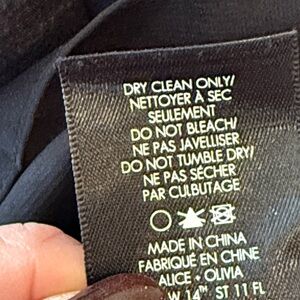 DRY CLEAN ONLY/
NETTOYER À SEC
SEULEMENT
DO NOT BLEACH/
NE PAS JAVELLISER
DO NOT TUMBLE DRY/
NE PAS SÉCHER
PAR CULBUTAGE
MADE IN CHINA
FABRIQUÉ EN CHINE
ALICE + OLIVIA
W 14TH ST 11 FL